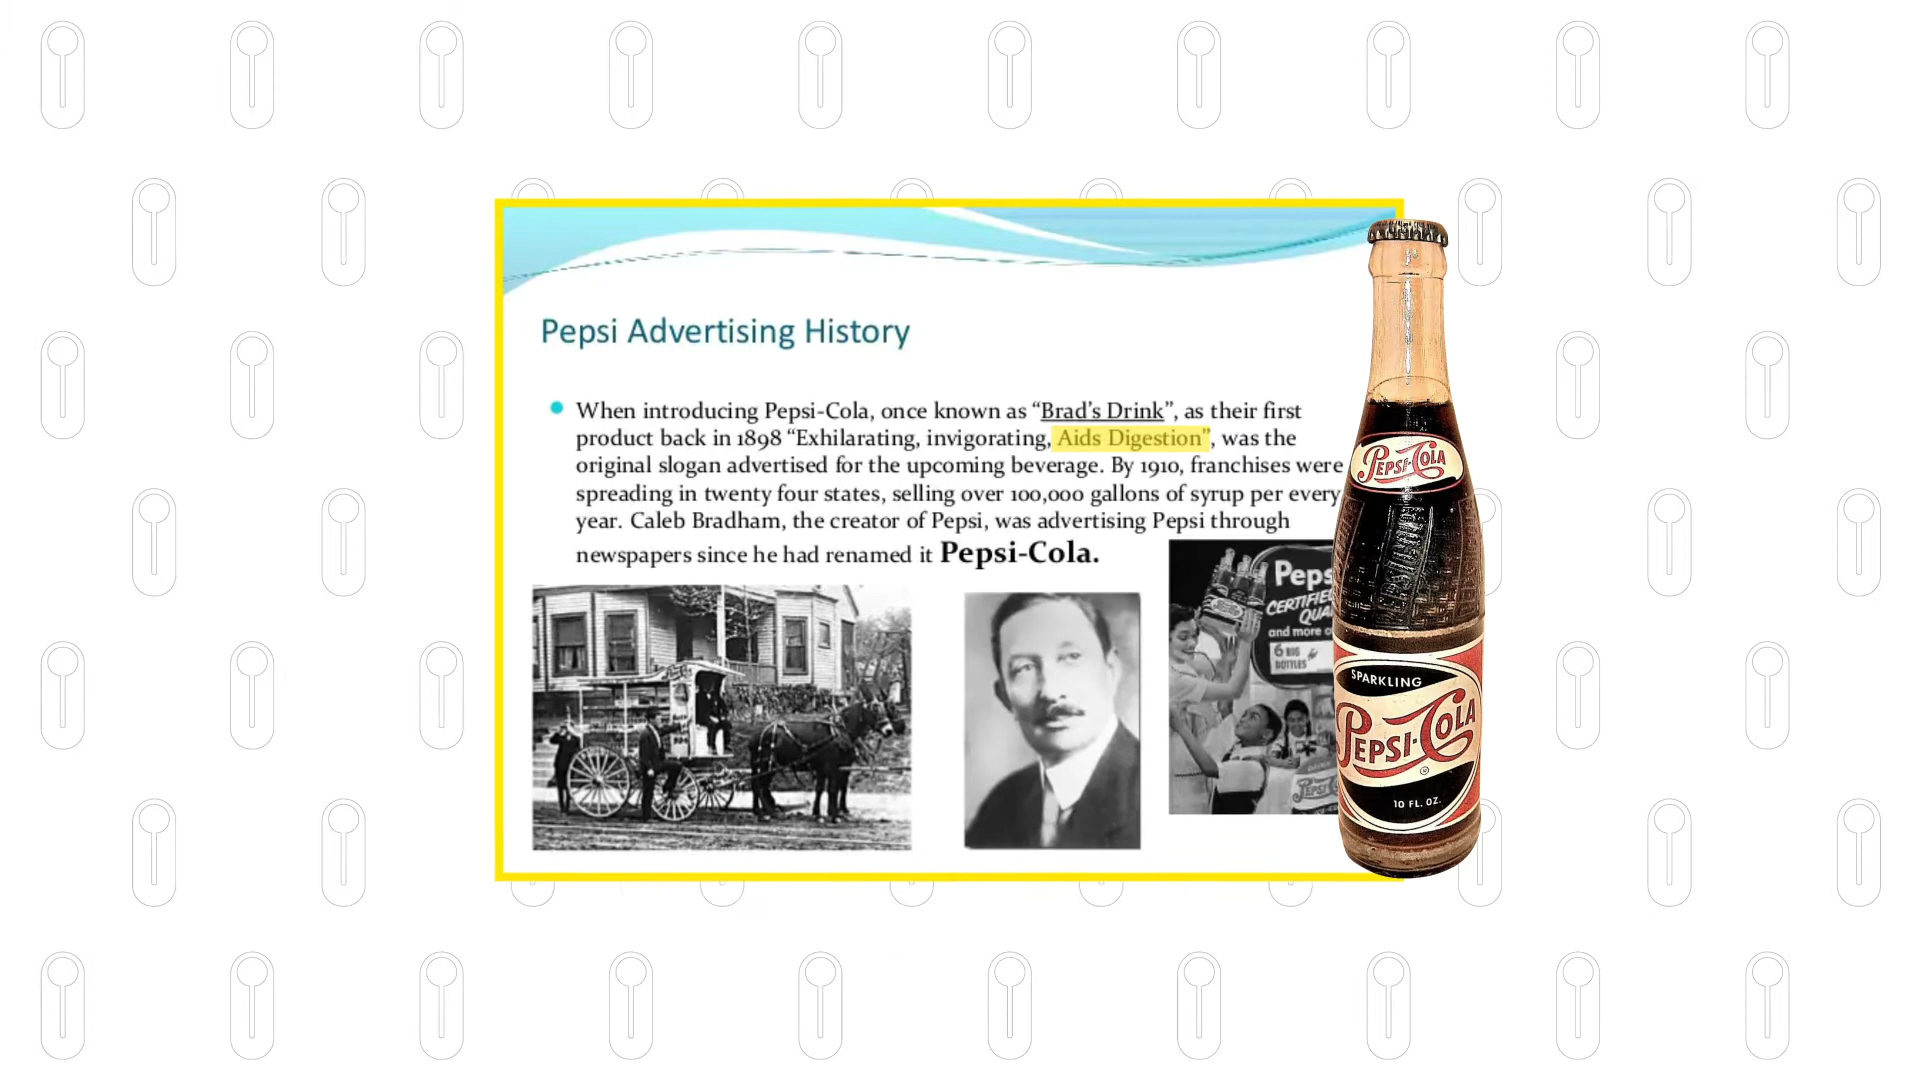 Pepsi Advertising History
When introducing Pepsi-Cola, once known as “Brad’s Drink”, as their first
product back in 1898 “Exhilarating, invigorating, Aids Digestion”, was the
original slogan advertised for the upcoming beverage. By 1910, franchises were
spreading in twenty four states, selling over 100,000 gallons of syrup per every
year. Caleb Bradham, the creator of Pepsi, was advertising Pepsi through
newspapers since he had renamed it Pepsi-Cola.
Peps
CERTIFIE
QUA
and more
6 BIG
BOTTLES for
PEPSI-COLA
SPARKLING
PEPSI-COLA
10 FL. OZ.